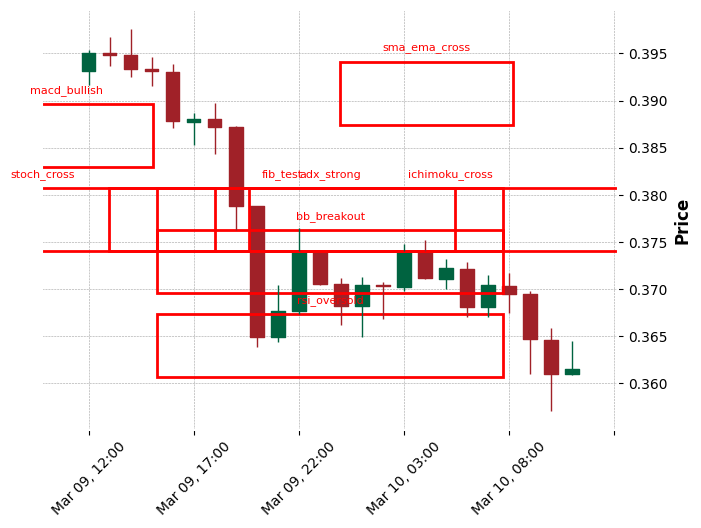 sma_ema_cross
macd_bullish
stoch_cross
fib_test
adx_strong
ichimoku_cross
bb_breakout
0.395
0.390
0.385
0.380
0.375
0.370
0.365
0.360
Price
Mar 09, 12:00
Mar 09, 17:00
Mar 09, 22:00
Mar 10, 03:00
Mar 10, 08:00